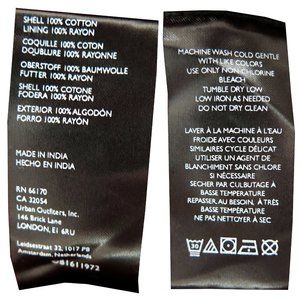 SHELL 100% COTTON
LINING 100% RAYON
COQUILLE 100% COTON
DOUBLURE 100% RAYONNE
OBERSTOFF 100% BAUMWOLLE
FUTTER 100% RAYON
SHELL 100% COTONE
FODERA 100% RAYON
EXTERIOR 100% ALGODÓN
FORRO 100% RAYÓN
MADE IN INDIA
HECHO EN INDIA
RN 66170
CA 32054
Urban Outfitters, Inc.
146 Brick Lane
LONDON, E1 6RU
Leidsestraat 32, 1017 PB
Amsterdam, Netherlands
081611972
MACHINE WASH COLD GENTLE
WITH LIKE COLORS
USE ONLY NON-CHLORINE
BLEACH
TUMBLE DRY LOW
LOW IRON AS NEEDED
DO NOT DRY CLEAN
LAVER À LA MACHINE À L'EAU
FROIDE AVEC COULEURS
SIMILAIRES CYCLE DÉLICAT
UTILISER UN AGENT DE
BLANCHIMENT SANS CHLORE
SI NÉCESSAIRE
SECHER PAR CULBUTAGE À
BASSE TEMPÉRATURE
REPASSER, AU BESOIN, À TRÈS
BASSE TEMPÉRATURE
NE PAS NETTOYER À SEC
30